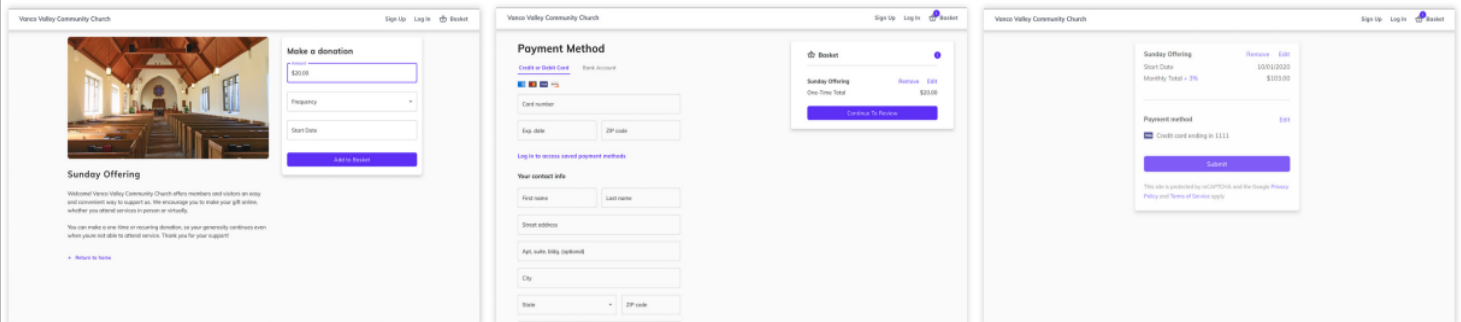 Vanco Valley Community Church
Sign Up Log In Basket
Make a donation
Amount
$20.00
Frequency
Start Date
Add to Basket
Sunday Offering
Welcome! Vanco Valley Community Church offers members and visitors an easy
and convenient way to support us. We encourage you to make your gift online,
whether you attend services in person or virtually.
You can make a one-time or recurring donation, so your generosity continues even
when youre not able to attend service. Thank you for your support!
Return to home
Vanco Valley Community Church
Sign Up Log In 1 Basket
Payment Method
Credit or Debit Card Bank Account
Card number
Exp. date ZIP code
Log in to access saved payment methods
Your contact info
First name Last name
Street address
Apt, suite, bldg, (optional)
City
State ZIP code
Basket 1
Sunday Offering Remove Edit
One-Time Total $20.00
Continue To Review
Vanco Valley Community Church
Sign Up Log In 1 Basket
Sunday Offering Remove Edit
Start Date 10/01/2020
Monthly Total + 3% $103.00
Payment method Edit
Credit card ending in 1111
Submit
This site is protected by reCAPTCHA and the Google Privacy
Policy and Terms of Service apply.